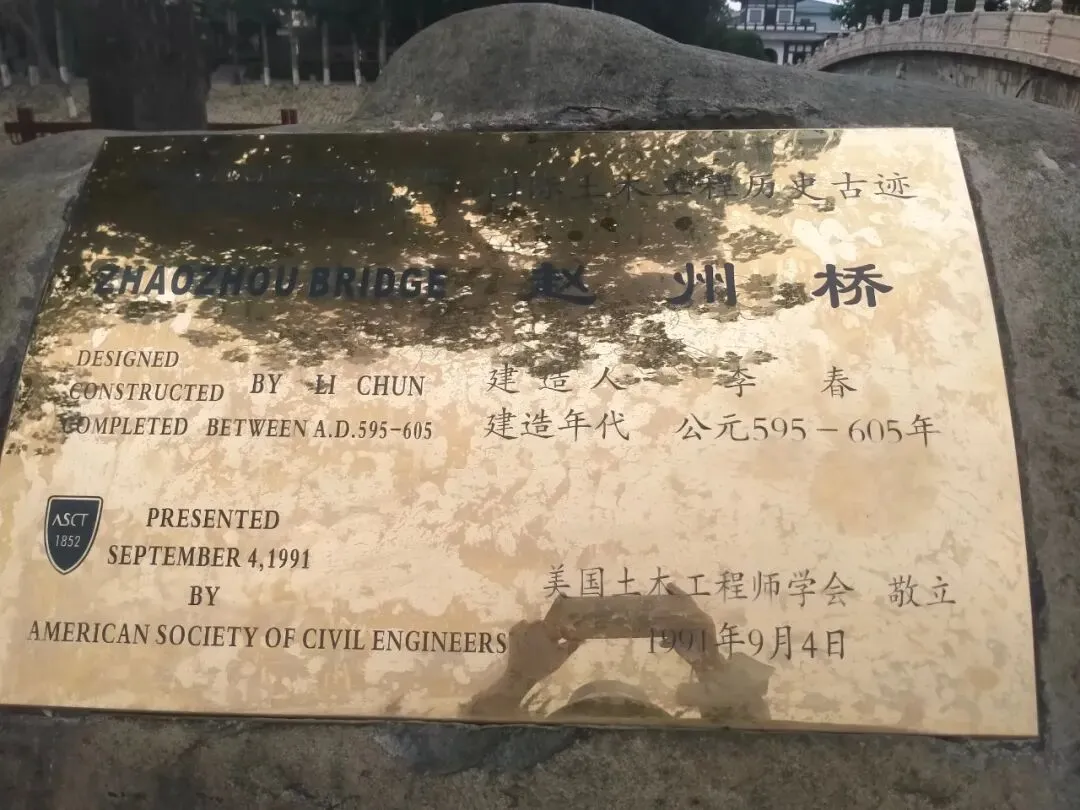 国际土木工程历史古迹
ZHAOZHOU BRIDGE 赵州桥
DESIGNED
CONSTRUCTED BY LI CHUN
COMPLETED BETWEEN A.D.595-605
建造人 李春
建造年代 公元595-605年
ASCT
1852
PRESENTED
SEPTEMBER 4,1991
BY
AMERICAN SOCIETY OF CIVIL ENGINEERS
美国土木工程师学会 敬立
1991年9月4日